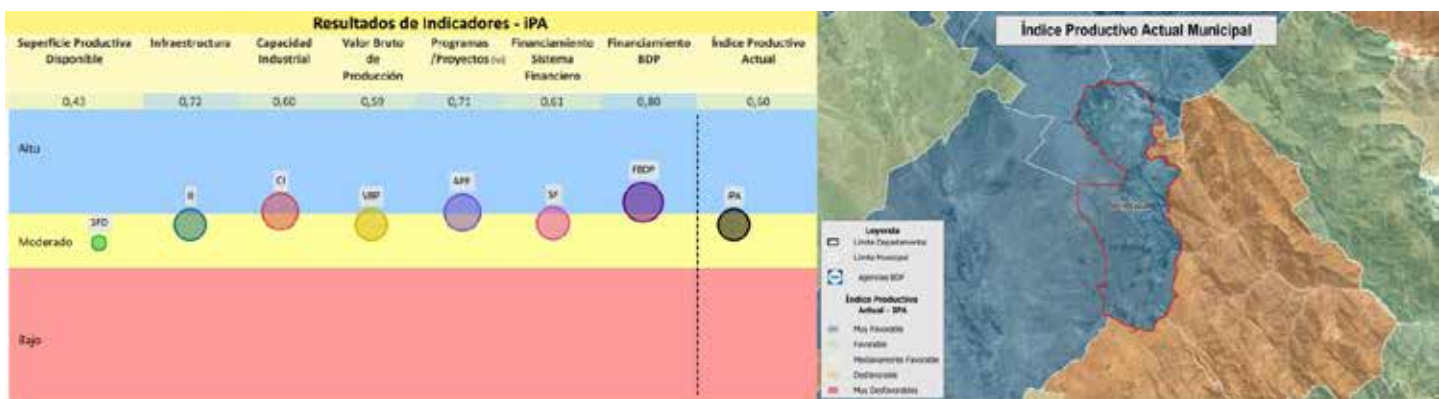 Resultados de Indicadores - iPA
Superficie Productiva Disponible
Infraestructura
Capacidad Industrial
Valor Bruto de Producción
Programas /Proyectos
Financiamiento Sistema Financiero
Financiamiento BDP
Índice Productivo Actual
0,43
0,72
0,60
0,59
0,71
0,61
0,80
0,60
Alto
Moderado
Bajo
SPD
II
CI
VBP
APP
SF
FBDP
iPA
Índice Productivo Actual Municipal
Leyenda
Límite Departamental
Límite Municipal
Agencias BDP
Índice Productivo
Actual - IPA
Muy Favorable
Favorable
Medianamente Favorable
Desfavorable
Muy Desfavorable